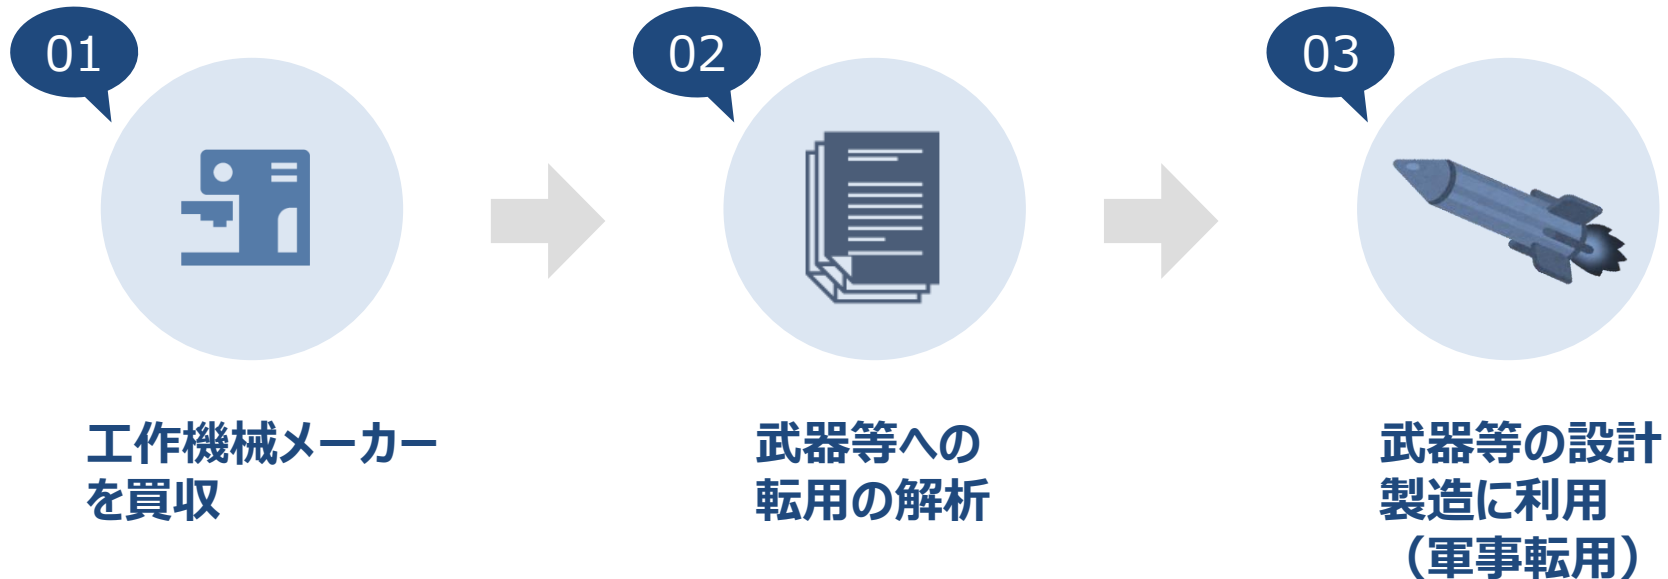 01
02
03
工作機械メーカー
を買収
武器等への
転用の解析
武器等の設計
製造に利用
（軍事転用）